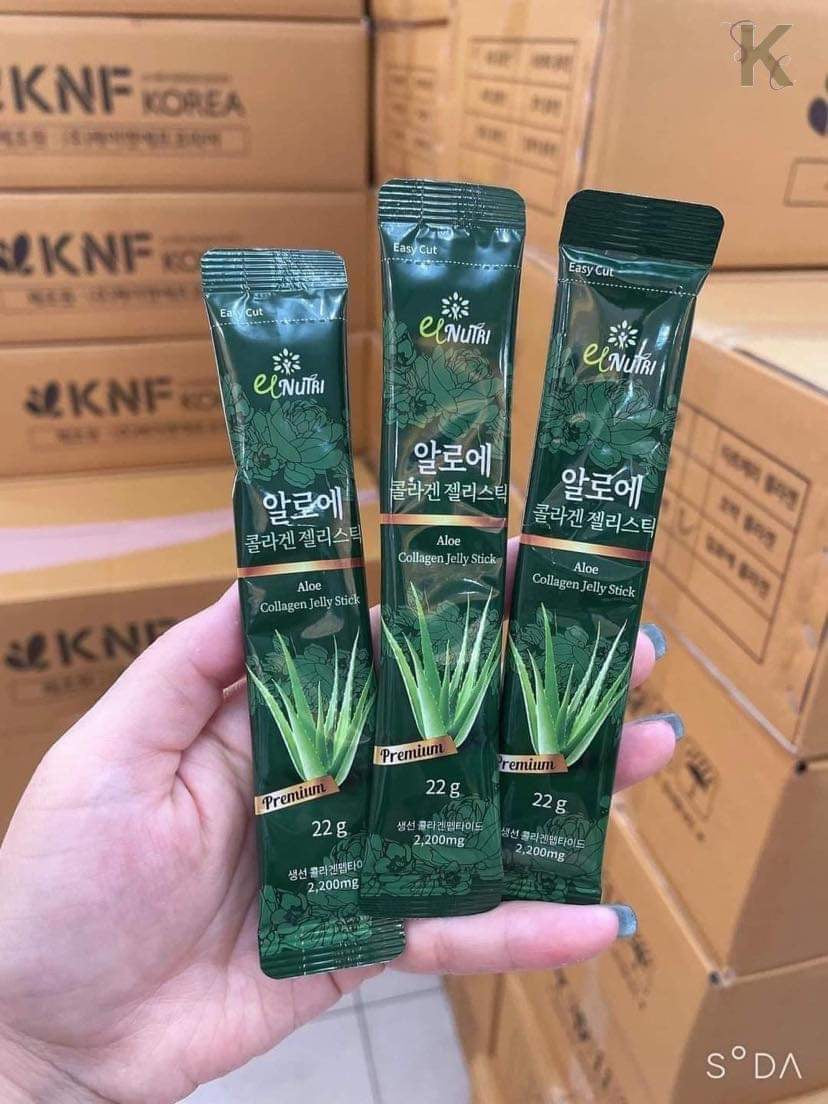 KNF KOREA
KNF
KNF
KNF
K
Easy Cut
elNUTRI
알로에
콜라겐 젤리스틱
Aloe
Collagen Jelly Stick
Premium
22 g
생선 콜라겐펩타이
2,200mg
Easy Cut
elNUTRI
알로에
콜라겐 젤리스틱
Aloe
Collagen Jelly Stick
Premium
22 g
생선 콜라겐펩타이드
2,200mg
Easy Cut
elNUTRI
알로에
콜라겐 젤리스틱
Aloe
Collagen Jelly Stick
Premium
22 g
생선 콜라겐펩타이드
2,200mg
SODA